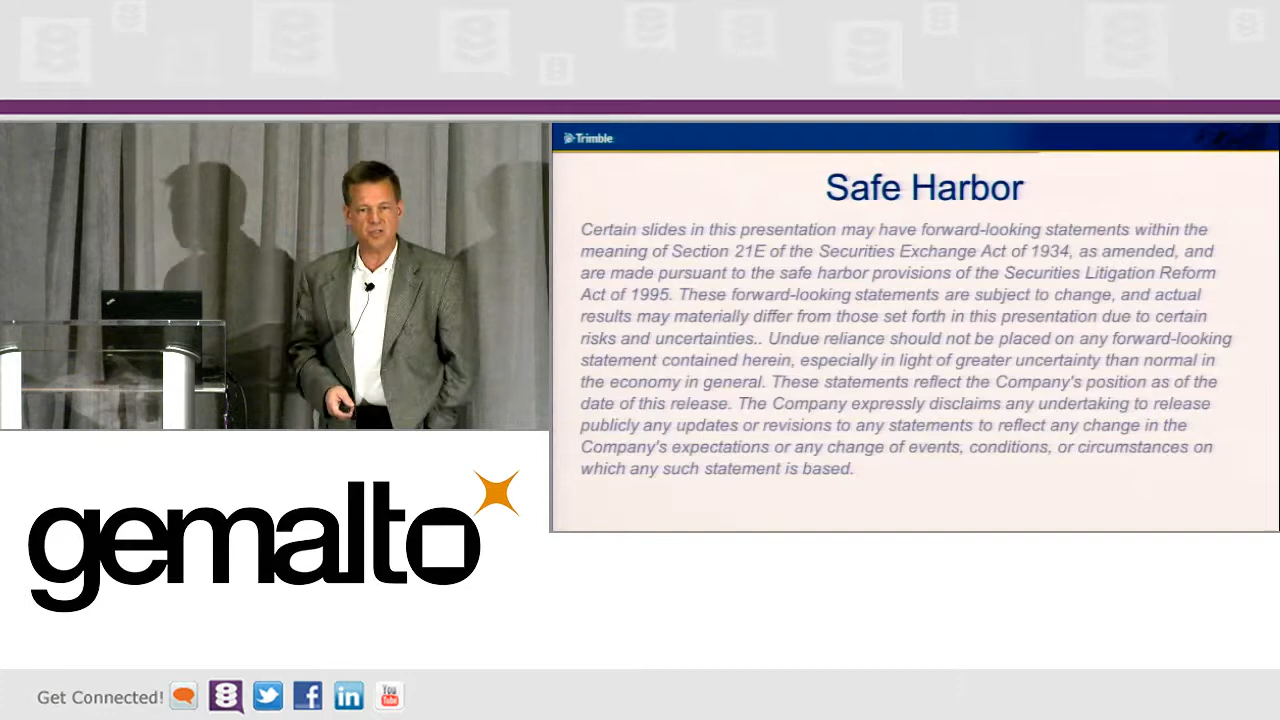 Trimble
Safe Harbor
Certain slides in this presentation may have forward-looking statements within the
meaning of Section 21E of the Securities Exchange Act of 1934, as amended, and
are made pursuant to the safe harbor provisions of the Securities Litigation Reform
Act of 1995. These forward-looking statements are subject to change, and actual
results may materially differ from those set forth in this presentation due to certain
risks and uncertainties.. Undue reliance should not be placed on any forward-looking
statement contained herein, especially in light of greater uncertainty than normal in
the economy in general. These statements reflect the Company's position as of the
date of this release. The Company expressly disclaims any undertaking to release
publicly any updates or revisions to any statements to reflect any change in the
Company's expectations or any change of events, conditions, or circumstances on
which any such statement is based.
gemalto
Get Connected!
in
You
Tube